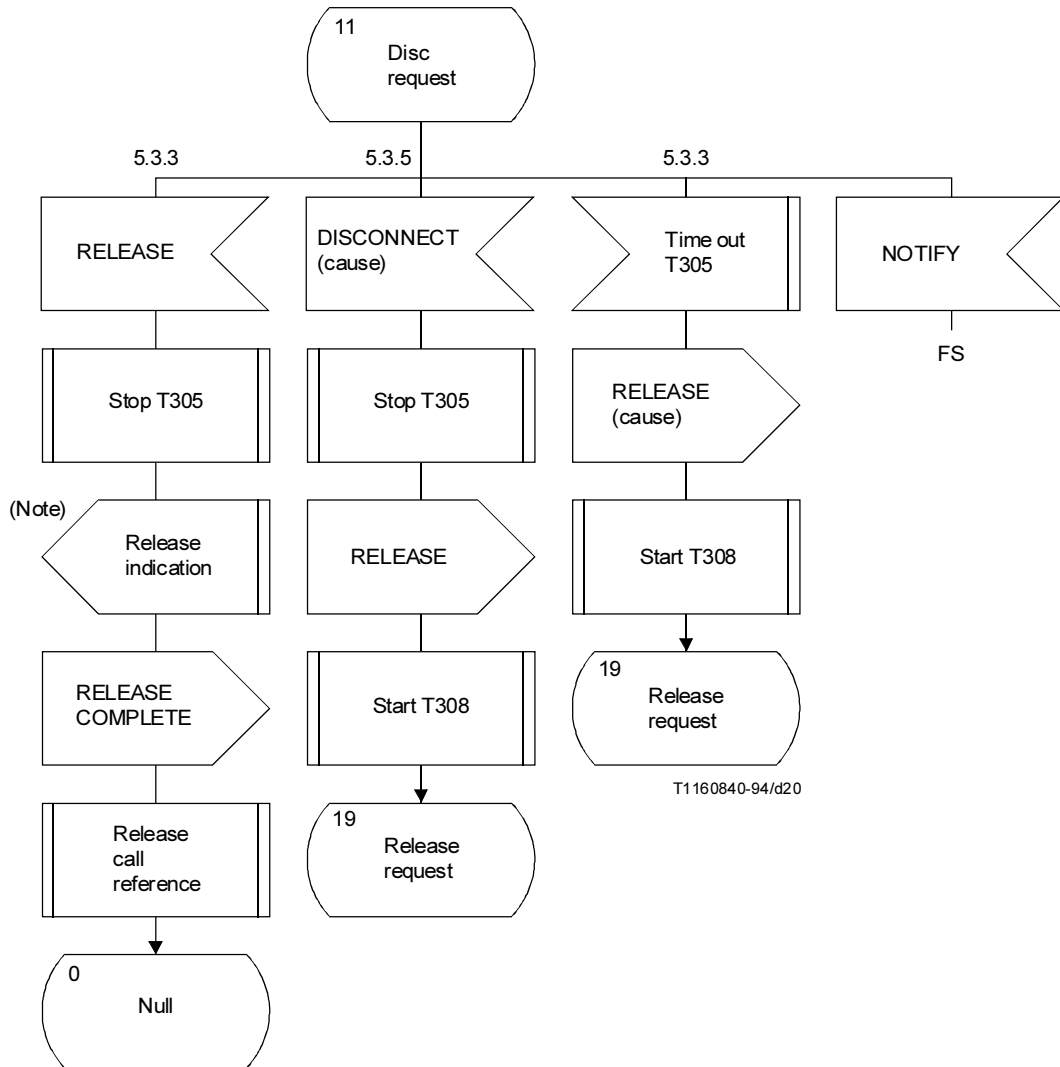 11
Disc
request
5.3.3
5.3.5
5.3.3
RELEASE
DISCONNECT
(cause)
Time out
T305
NOTIFY
FS
Stop T305
Stop T305
RELEASE
(cause)
(Note)
Release
indication
RELEASE
Start T308
RELEASE
COMPLETE
Start T308
19
Release
request
T1160840-94/d20
Release
call
reference
19
Release
request
0
Null